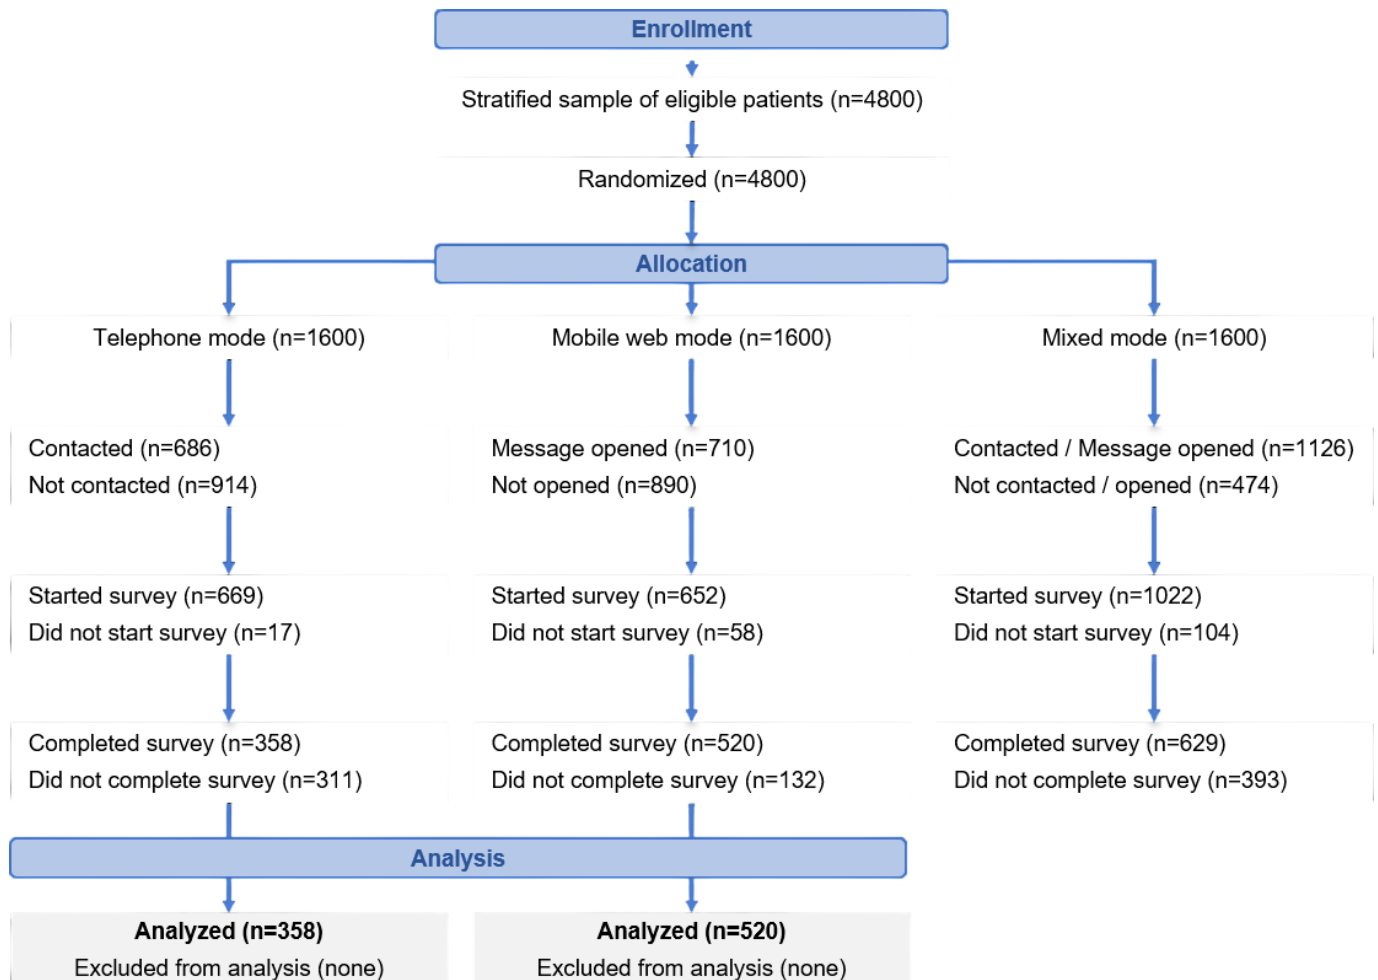 Enrollment
Stratified sample of eligible patients (n=4800)
Randomized (n=4800)
Allocation
Telephone mode (n=1600)
Mobile web mode (n=1600)
Mixed mode (n=1600)
Contacted (n=686)
Not contacted (n=914)
Message opened (n=710)
Not opened (n=890)
Contacted / Message opened (n=1126)
Not contacted / opened (n=474)
Started survey (n=669)
Did not start survey (n=17)
Started survey (n=652)
Did not start survey (n=58)
Started survey (n=1022)
Did not start survey (n=104)
Completed survey (n=358)
Did not complete survey (n=311)
Completed survey (n=520)
Did not complete survey (n=132)
Completed survey (n=629)
Did not complete survey (n=393)
Analysis
Analyzed (n=358)
Excluded from analysis (none)
Analyzed (n=520)
Excluded from analysis (none)